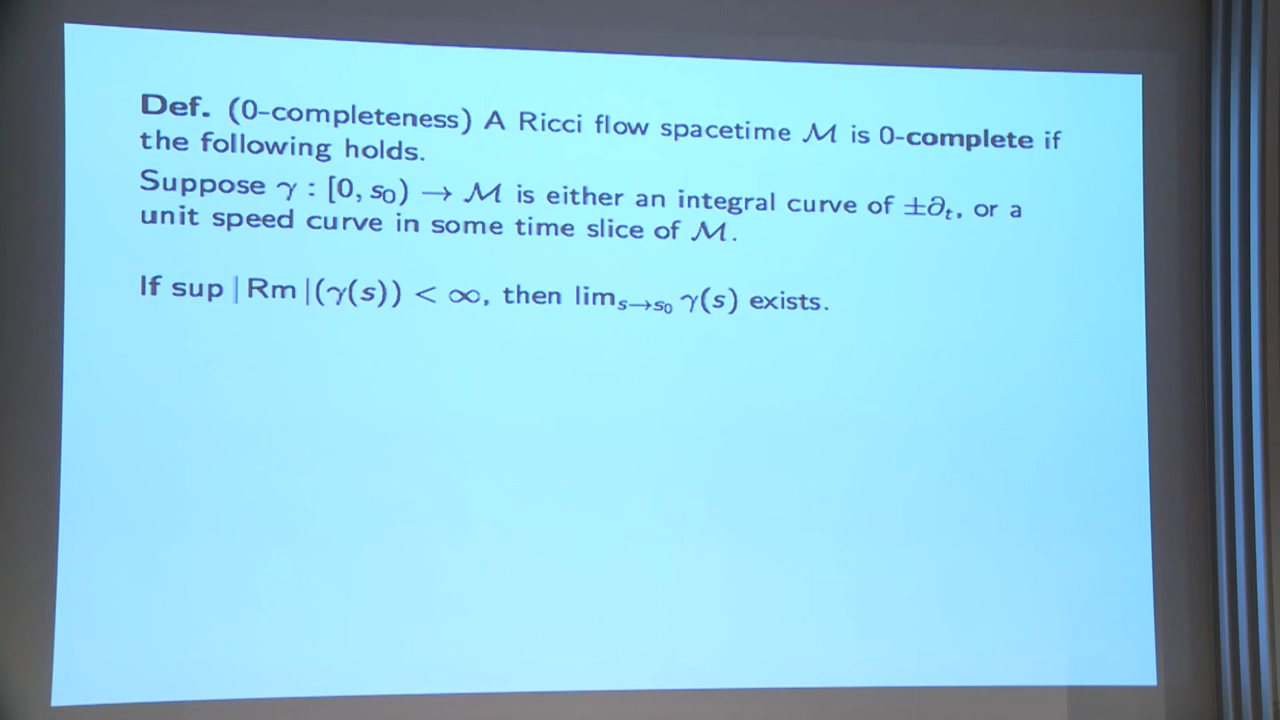 Def. (0-completeness) A Ricci flow spacetime ℳ is 0-complete if
the following holds.
Suppose γ : [0, s₀) → ℳ is either an integral curve of ±∂ₜ, or a
unit speed curve in some time slice of ℳ.
If sup | Rm |(γ(s)) < ∞, then lim_{s→s₀} γ(s) exists.